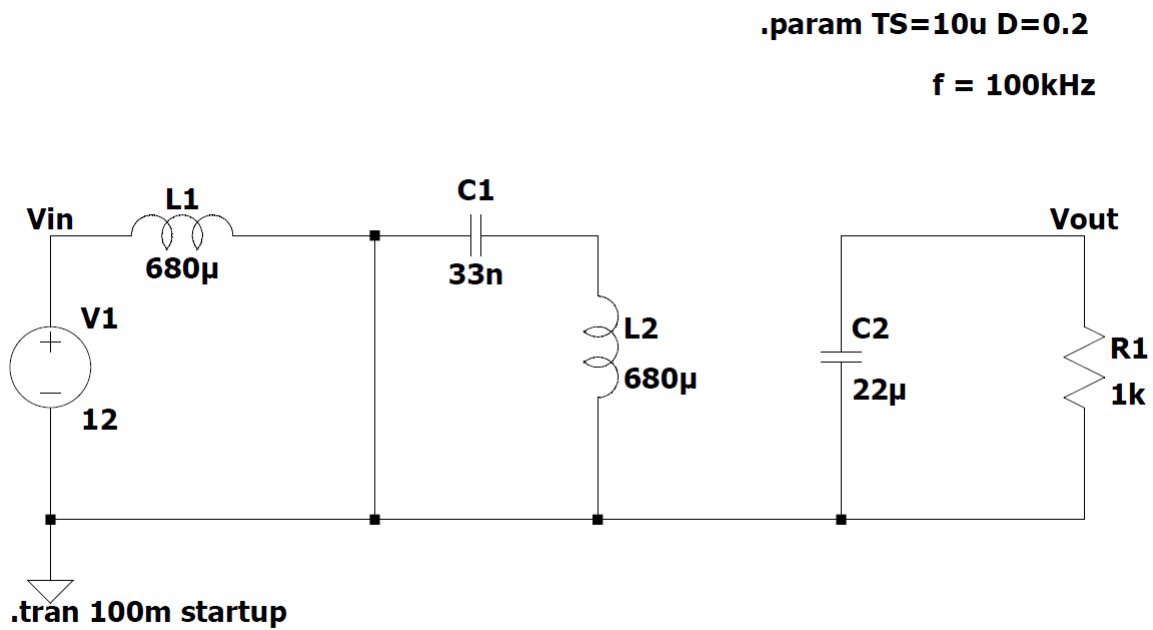 .param TS=10u D=0.2
f = 100kHz
C1
L1
Vin
Vout
680µ
33n
V1
L2
C2
R1
680µ
22µ
1k
12
.tran 100m startup